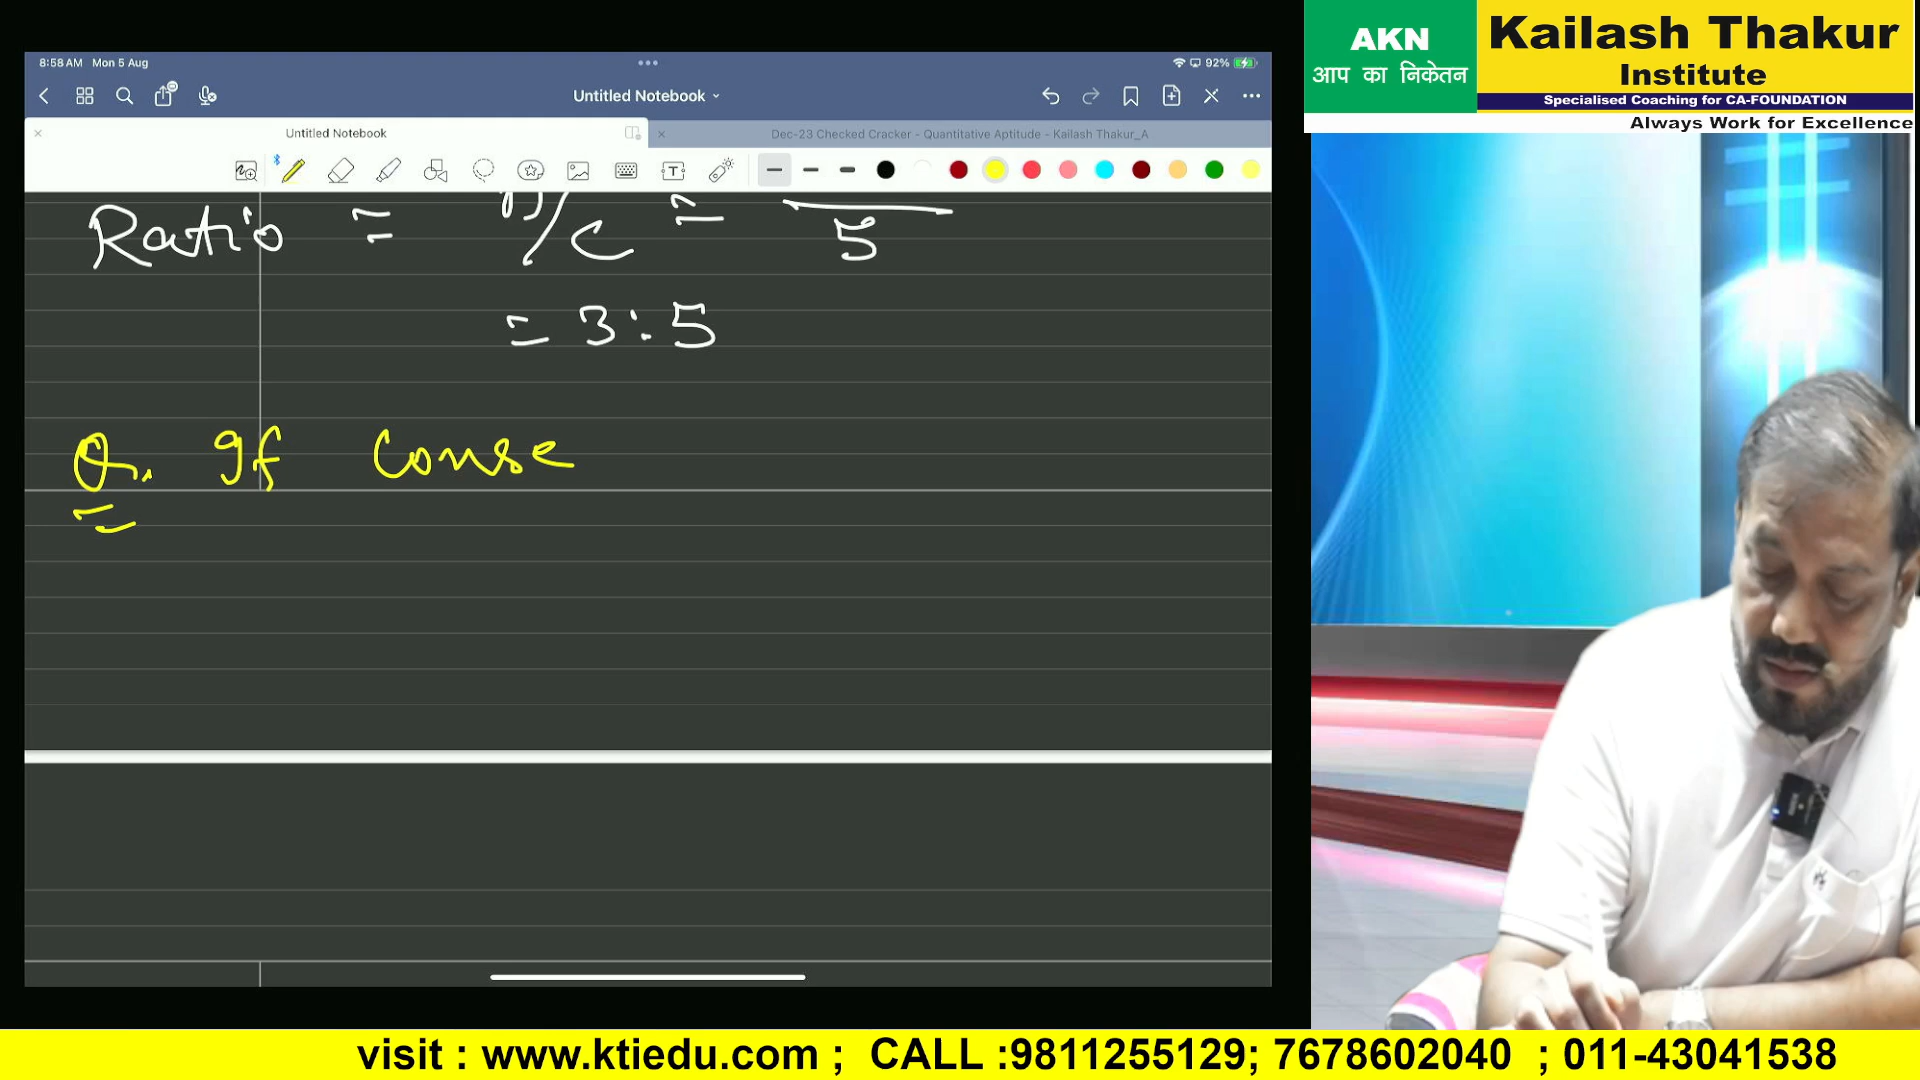 AKN
आप का निकेतन
Kailash Thakur
Institute
Specialised Coaching for CA-FOUNDATION
Always Work for Excellence
8:58 AM Mon 5 Aug
92%
Untitled Notebook
Untitled Notebook
Dec-23 Checked Cracker - Quantitative Aptitude - Kailash Thakur_A
Ratio = /C = 5
= 3:5
Q. If Conse
visit : www.ktiedu.com ; CALL :9811255129; 7678602040 ; 011-43041538